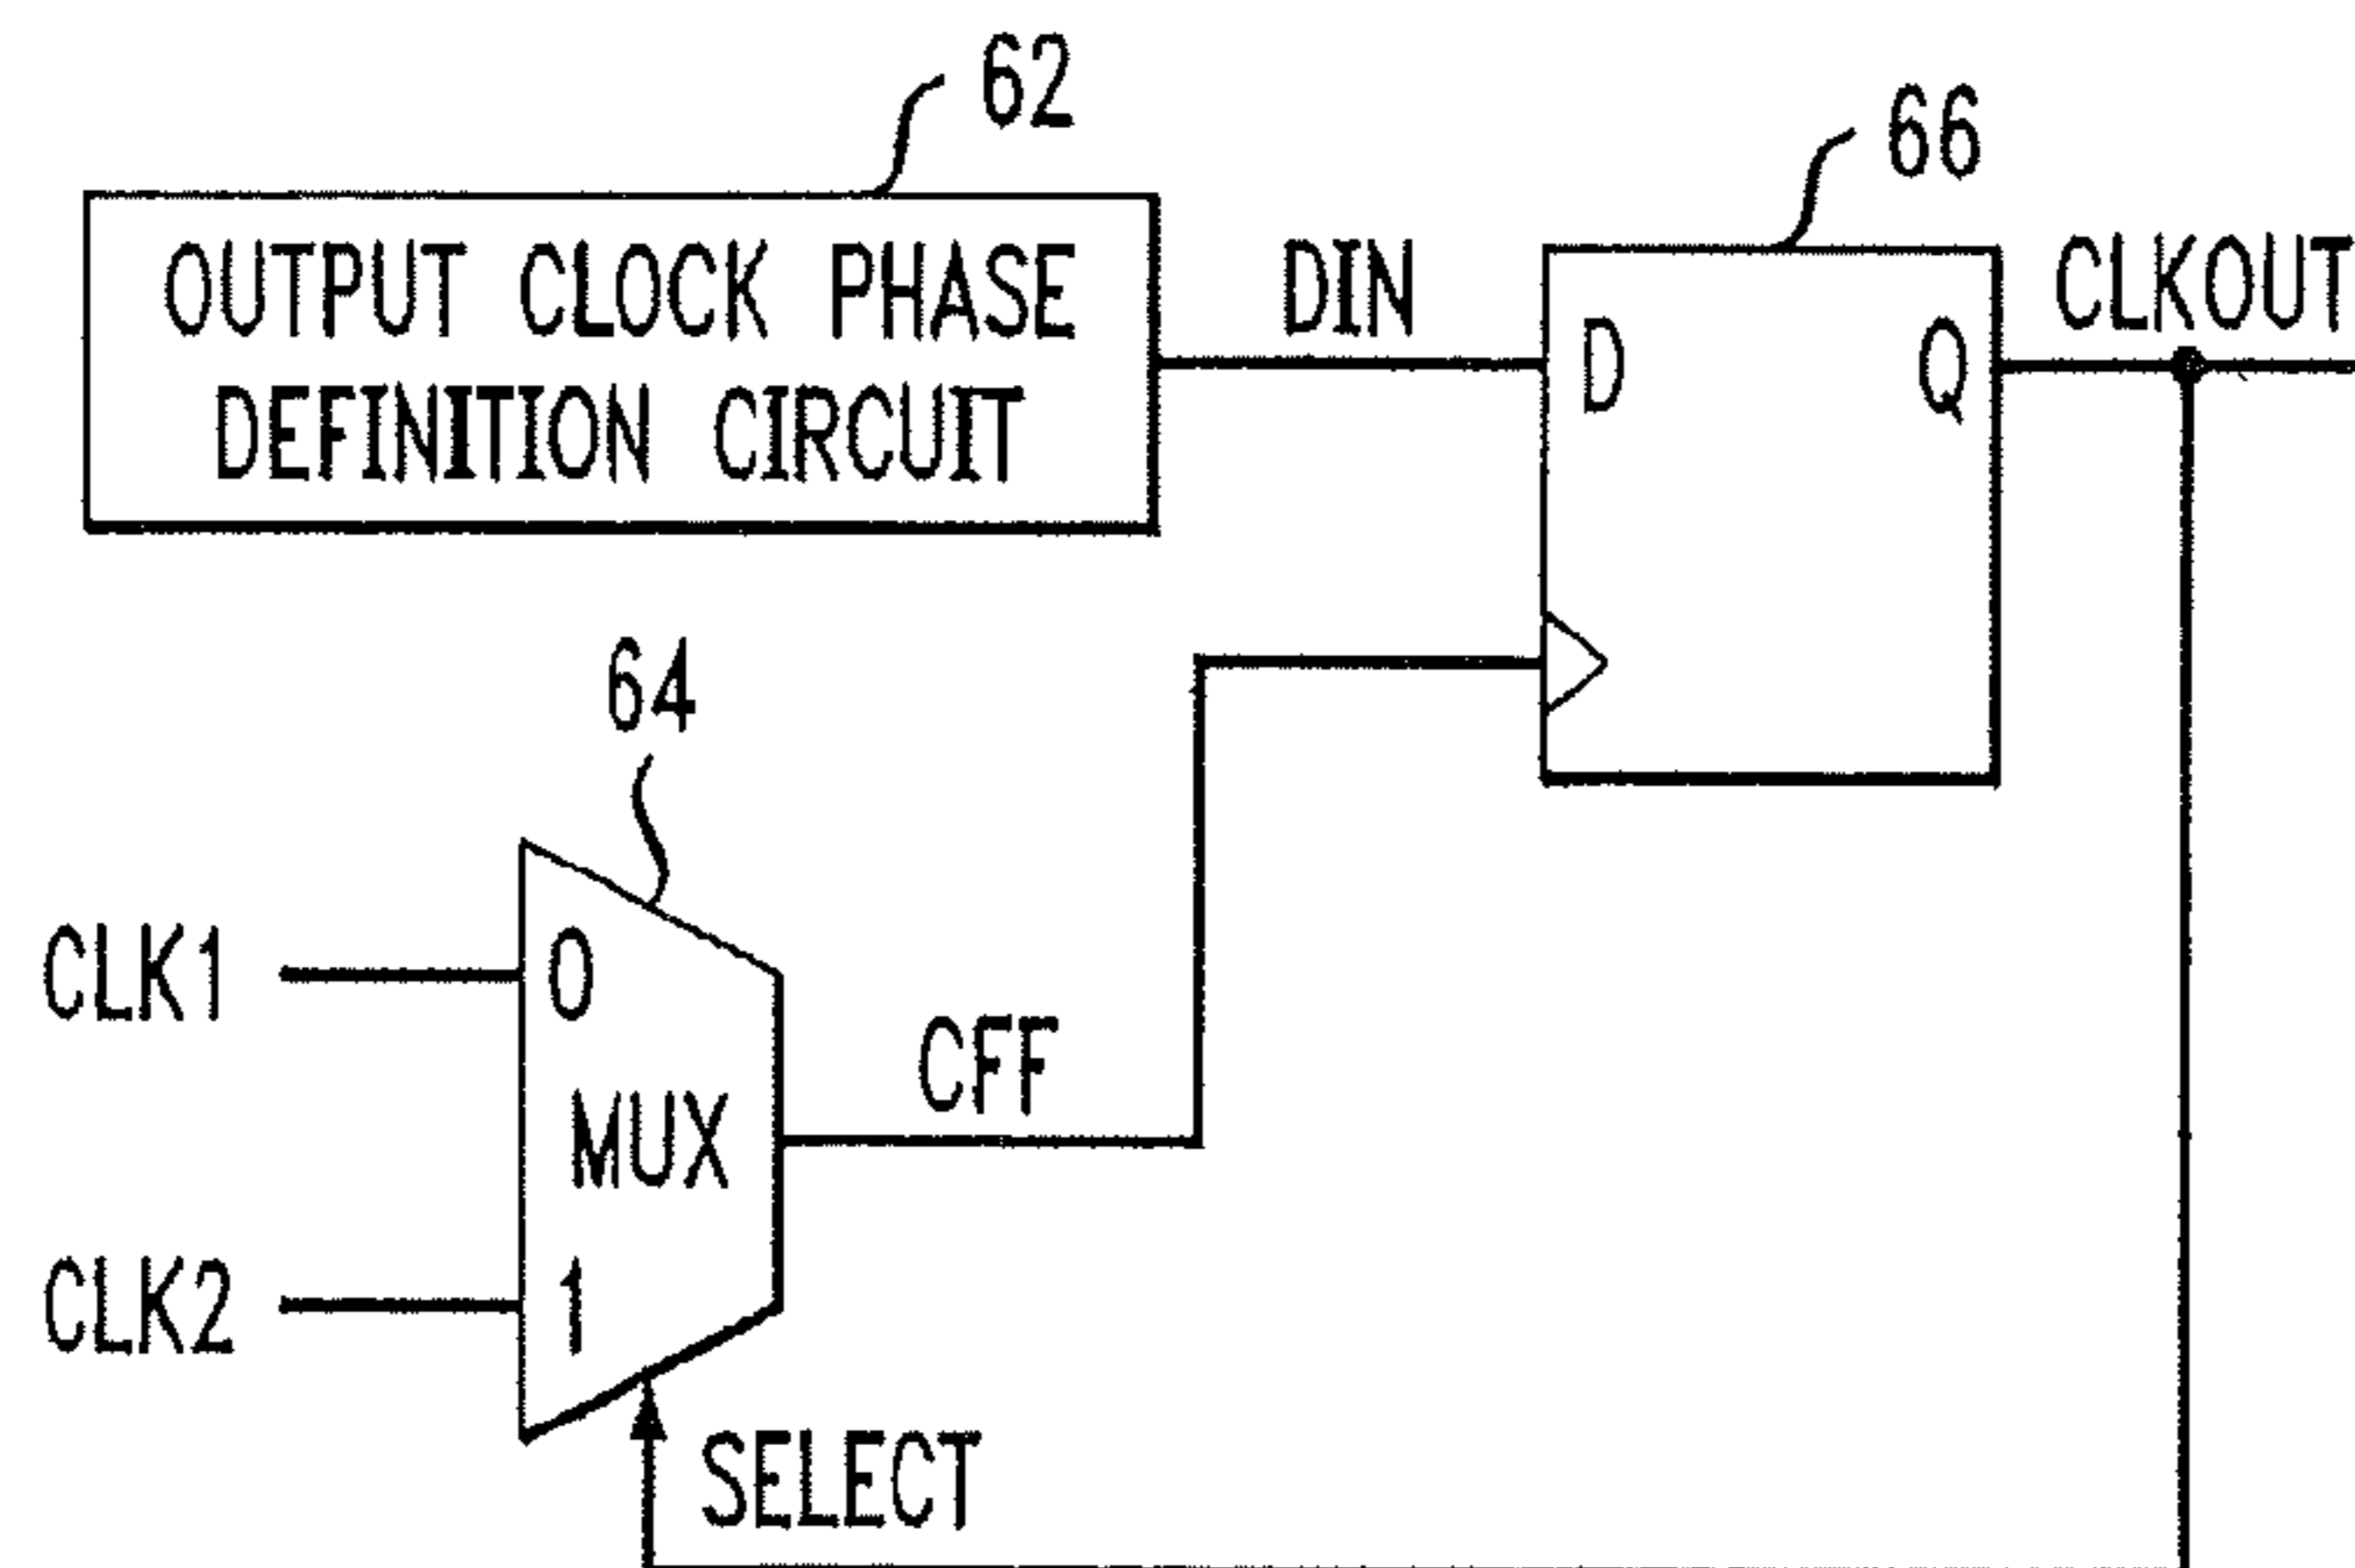 62
66
OUTPUT CLOCK PHASE
DEFINITION CIRCUIT
DIN
D
Q
CLKOUT
64
CLK1
0
MUX
CFF
CLK2
1
SELECT